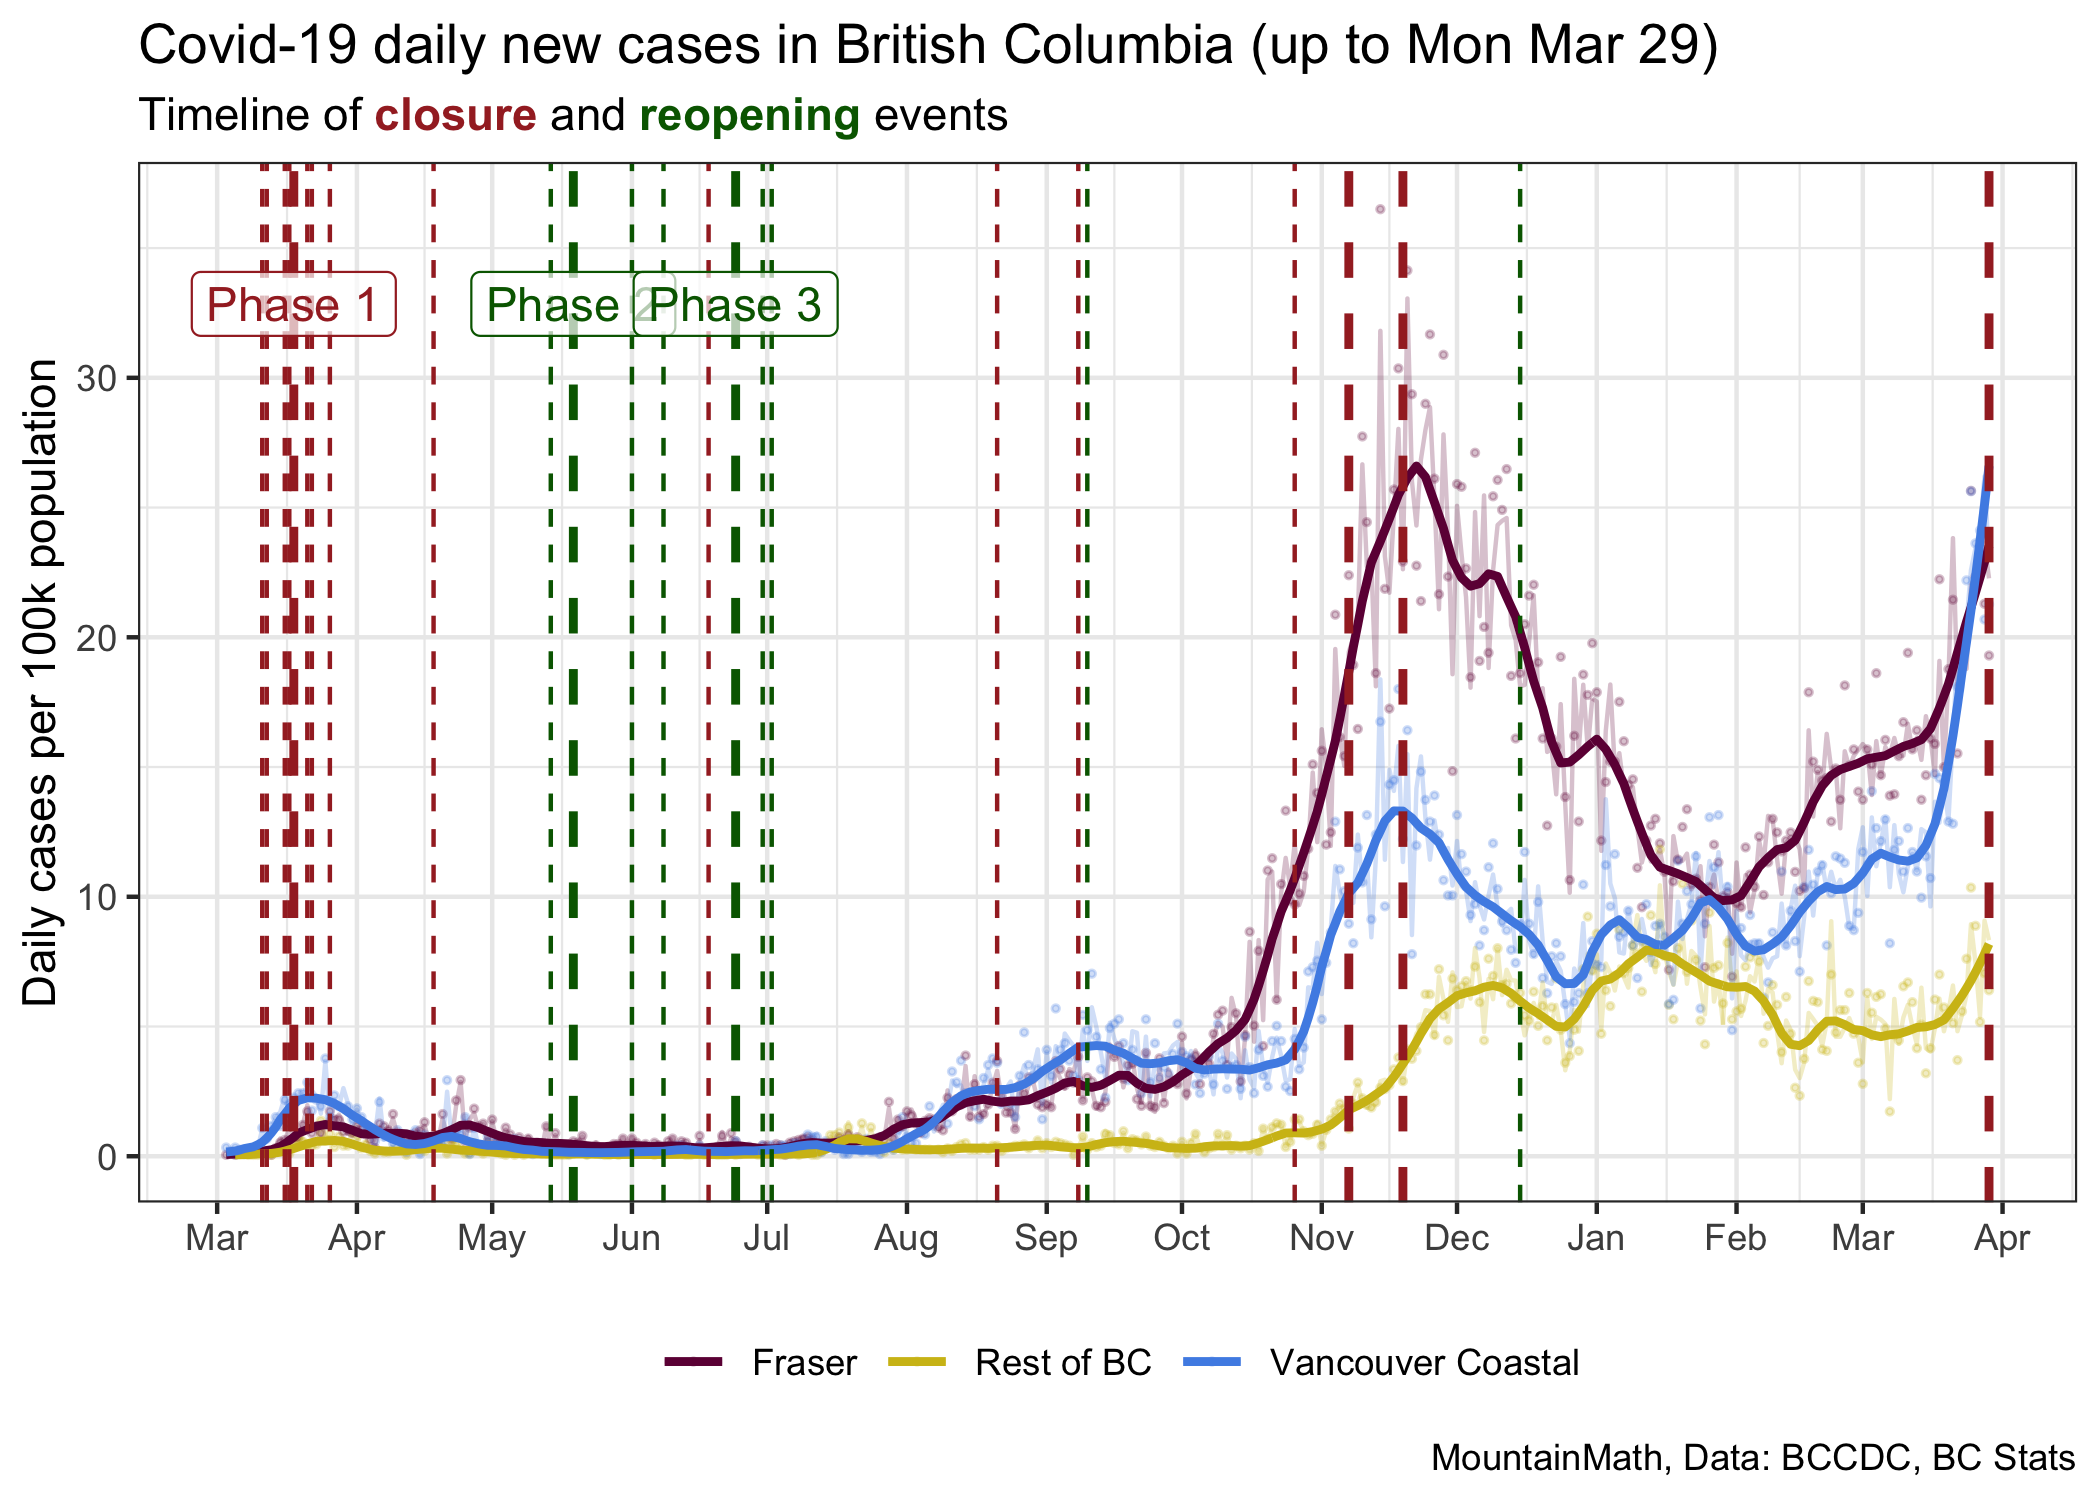 Covid-19 daily new cases in British Columbia (up to Mon Mar 29)
Timeline of closure and reopening events
Daily cases per 100k population
30
20
10
0
Phase 1
Phase 2
Phase 3
Mar Apr May Jun Jul Aug Sep Oct Nov Dec Jan Feb Mar Apr
Fraser Rest of BC Vancouver Coastal
MountainMath, Data: BCCDC, BC Stats